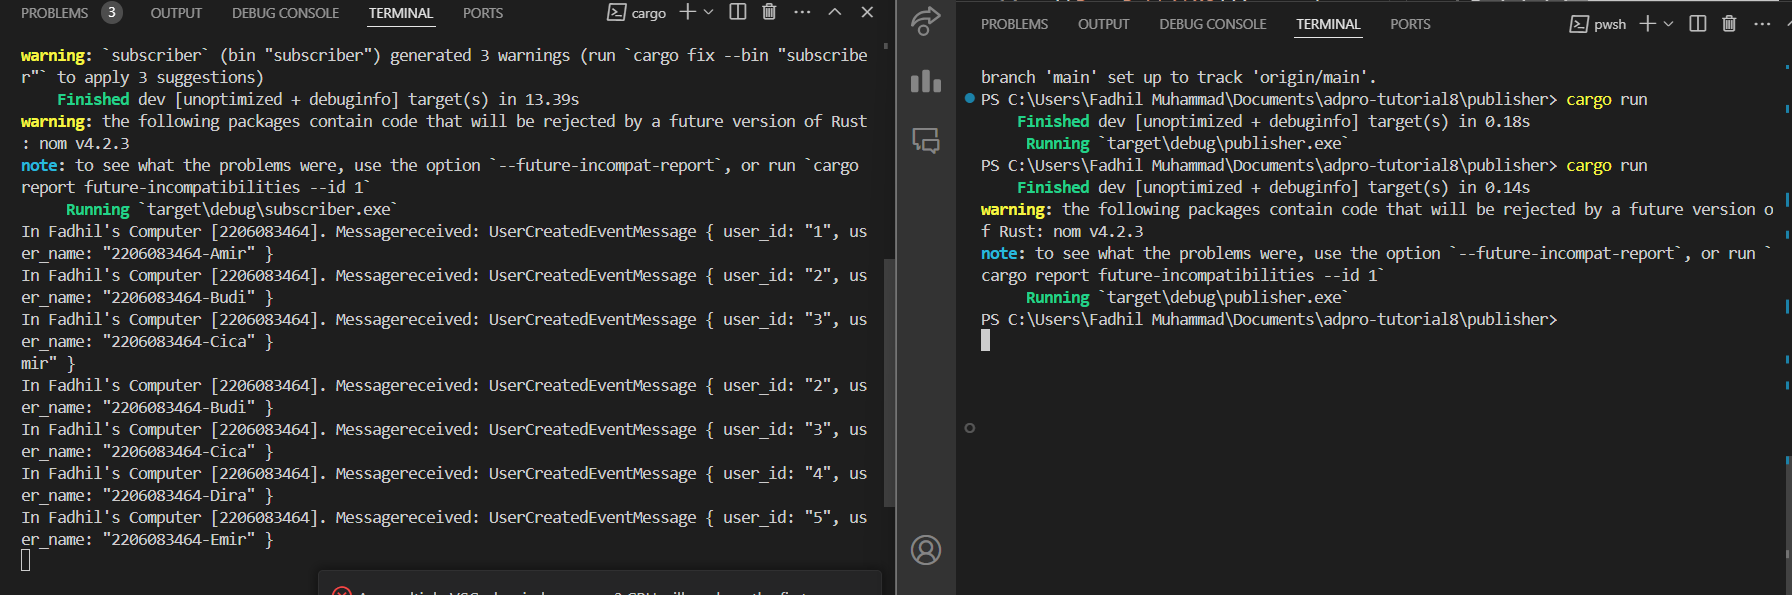 PROBLEMS 3 OUTPUT DEBUG CONSOLE TERMINAL PORTS cargo
warning: `subscriber` (bin "subscriber") generated 3 warnings (run `cargo fix --bin "subscribe
r"` to apply 3 suggestions)
Finished dev [unoptimized + debuginfo] target(s) in 13.39s
warning: the following packages contain code that will be rejected by a future version of Rust
: nom v4.2.3
note: to see what the problems were, use the option `--future-incompat-report`, or run `cargo
report future-incompatibilities --id 1`
Running `target\debug\subscriber.exe`
In Fadhil's Computer [2206083464]. Messagereceived: UserCreatedEventMessage { user_id: "1", us
er_name: "2206083464-Amir" }
In Fadhil's Computer [2206083464]. Messagereceived: UserCreatedEventMessage { user_id: "2", us
er_name: "2206083464-Budi" }
In Fadhil's Computer [2206083464]. Messagereceived: UserCreatedEventMessage { user_id: "3", us
er_name: "2206083464-Cica" }
mir" }
In Fadhil's Computer [2206083464]. Messagereceived: UserCreatedEventMessage { user_id: "2", us
er_name: "2206083464-Budi" }
In Fadhil's Computer [2206083464]. Messagereceived: UserCreatedEventMessage { user_id: "3", us
er_name: "2206083464-Cica" }
In Fadhil's Computer [2206083464]. Messagereceived: UserCreatedEventMessage { user_id: "4", us
er_name: "2206083464-Dira" }
In Fadhil's Computer [2206083464]. Messagereceived: UserCreatedEventMessage { user_id: "5", us
er_name: "2206083464-Emir" }
PROBLEMS OUTPUT DEBUG CONSOLE TERMINAL PORTS pwsh
branch 'main' set up to track 'origin/main'.
PS C:\Users\Fadhil Muhammad\Documents\adpro-tutorial8\publisher> cargo run
Finished dev [unoptimized + debuginfo] target(s) in 0.18s
Running `target\debug\publisher.exe`
PS C:\Users\Fadhil Muhammad\Documents\adpro-tutorial8\publisher> cargo run
Finished dev [unoptimized + debuginfo] target(s) in 0.14s
warning: the following packages contain code that will be rejected by a future version o
f Rust: nom v4.2.3
note: to see what the problems were, use the option `--future-incompat-report`, or run `
cargo report future-incompatibilities --id 1`
Running `target\debug\publisher.exe`
PS C:\Users\Fadhil Muhammad\Documents\adpro-tutorial8\publisher>